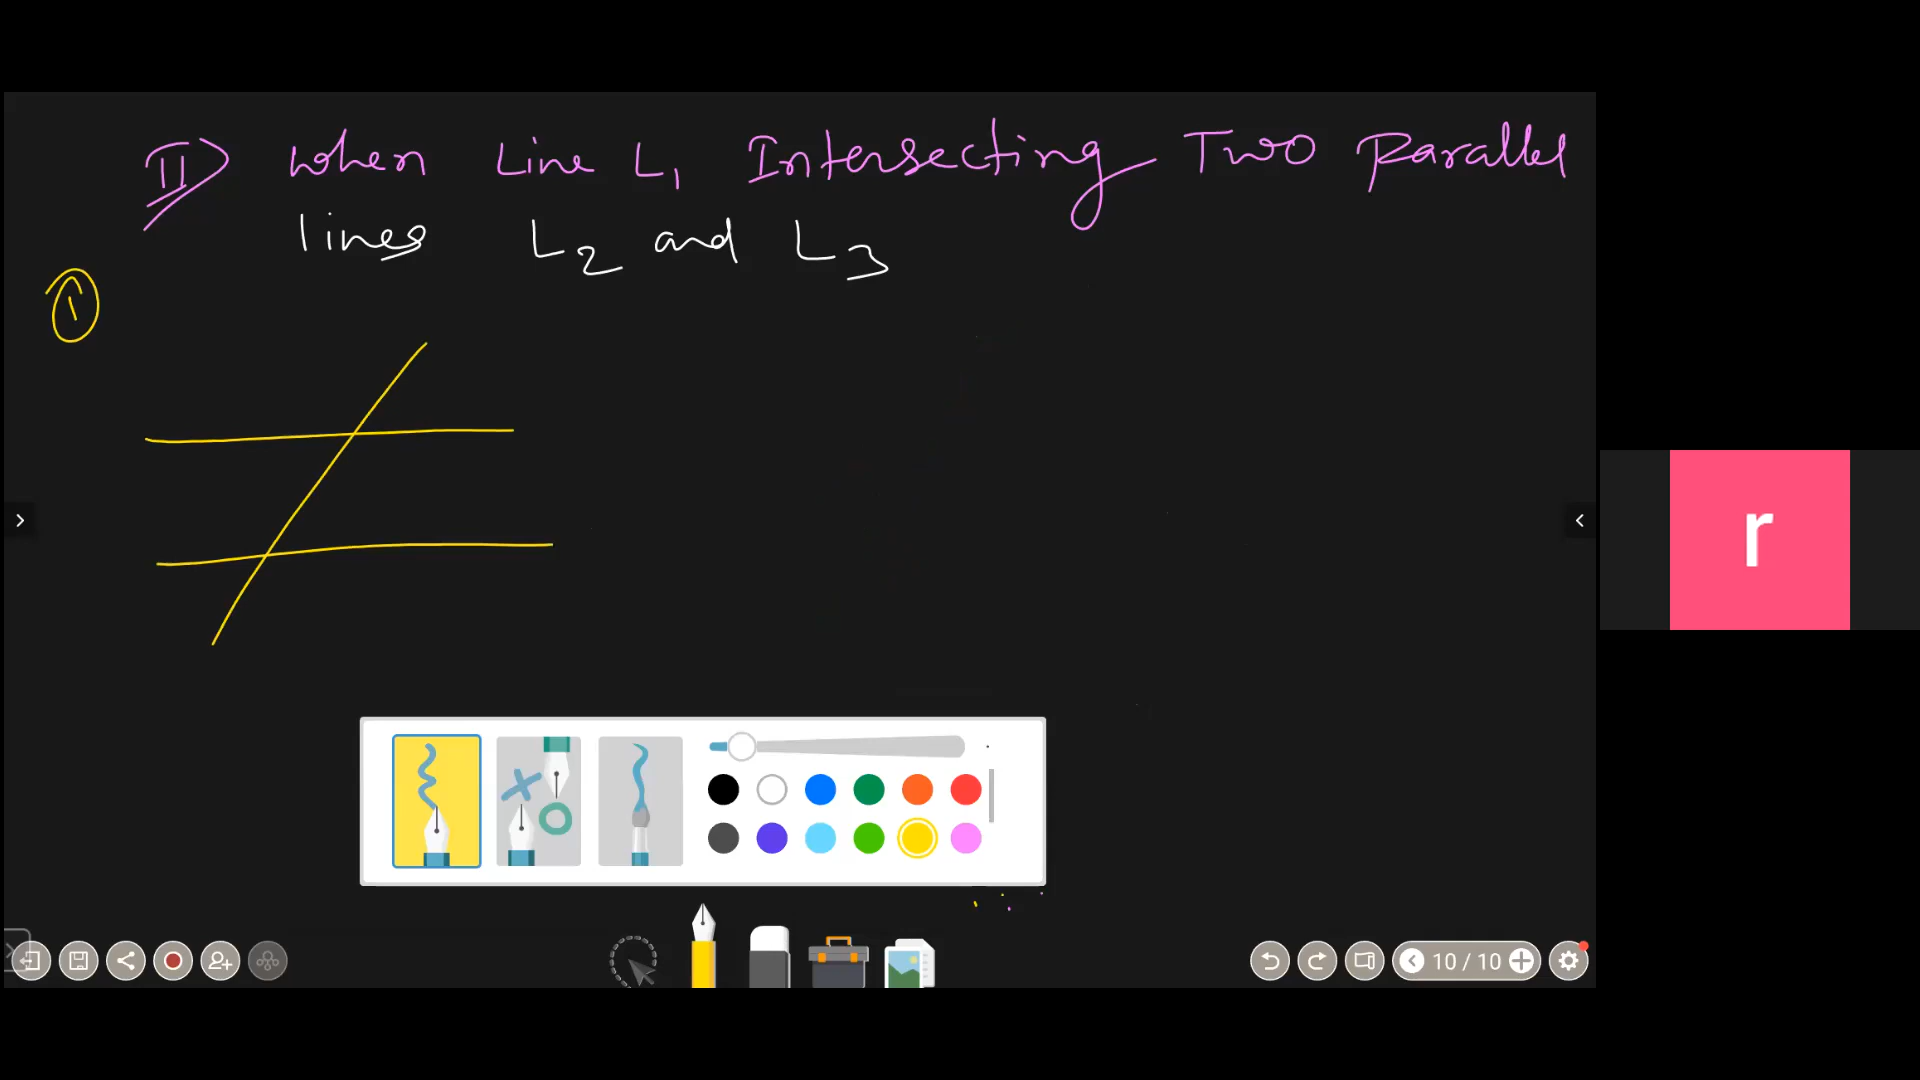 II) When Line L1 Intersecting Two Parallel
lines L2 and L3
1
r
10 / 10